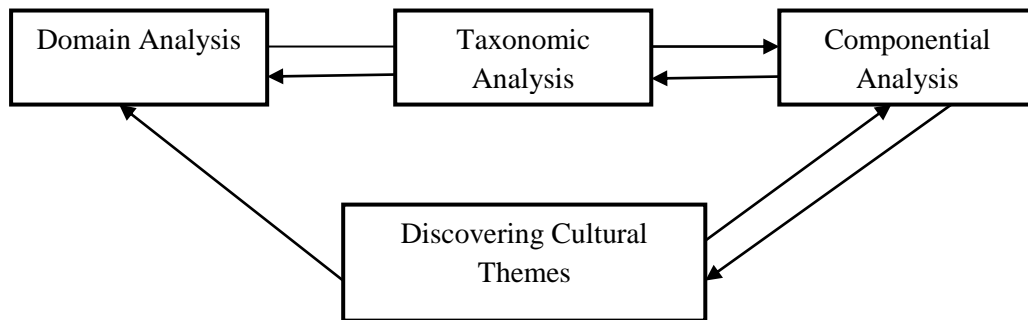 Domain Analysis
Taxonomic
Analysis
Componential
Analysis
Discovering Cultural
Themes